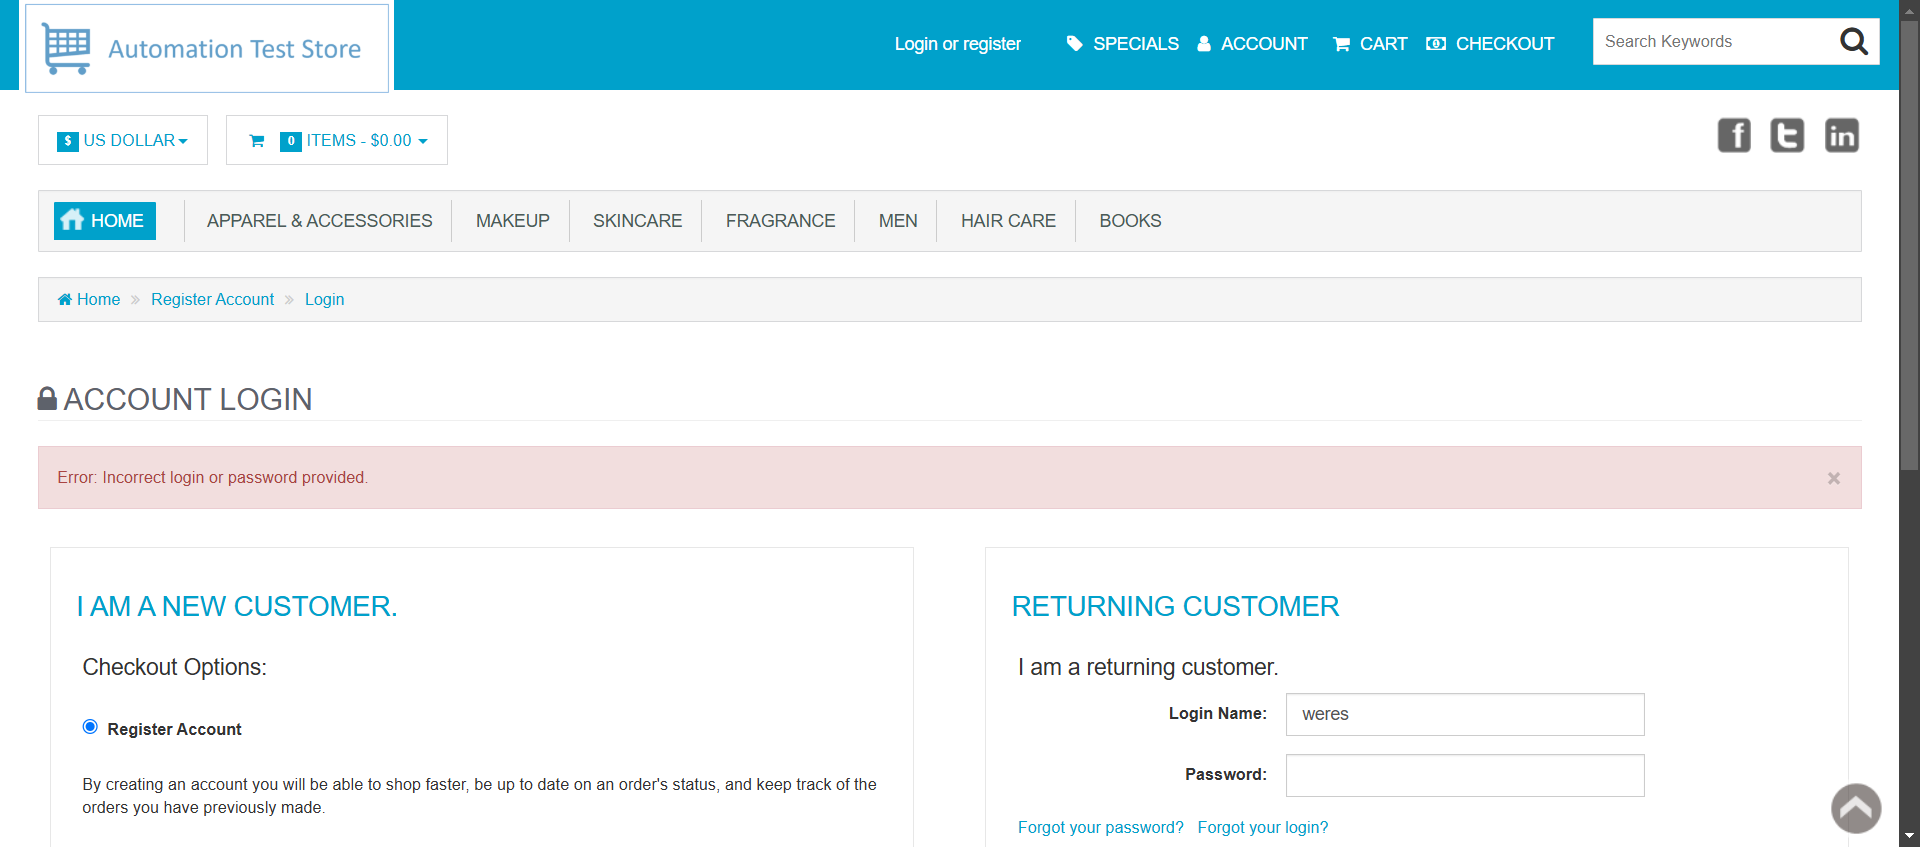 Automation Test Store
Login or register
SPECIALS
ACCOUNT
CART
CHECKOUT
Search Keywords
$ US DOLLAR
0 ITEMS - $0.00
HOME
APPAREL & ACCESSORIES
MAKEUP
SKINCARE
FRAGRANCE
MEN
HAIR CARE
BOOKS
Home » Register Account » Login
ACCOUNT LOGIN
Error: Incorrect login or password provided.
×
I AM A NEW CUSTOMER.
Checkout Options:
Register Account
By creating an account you will be able to shop faster, be up to date on an order's status, and keep track of the
orders you have previously made.
RETURNING CUSTOMER
I am a returning customer.
Login Name: weres
Password:
Forgot your password? Forgot your login?